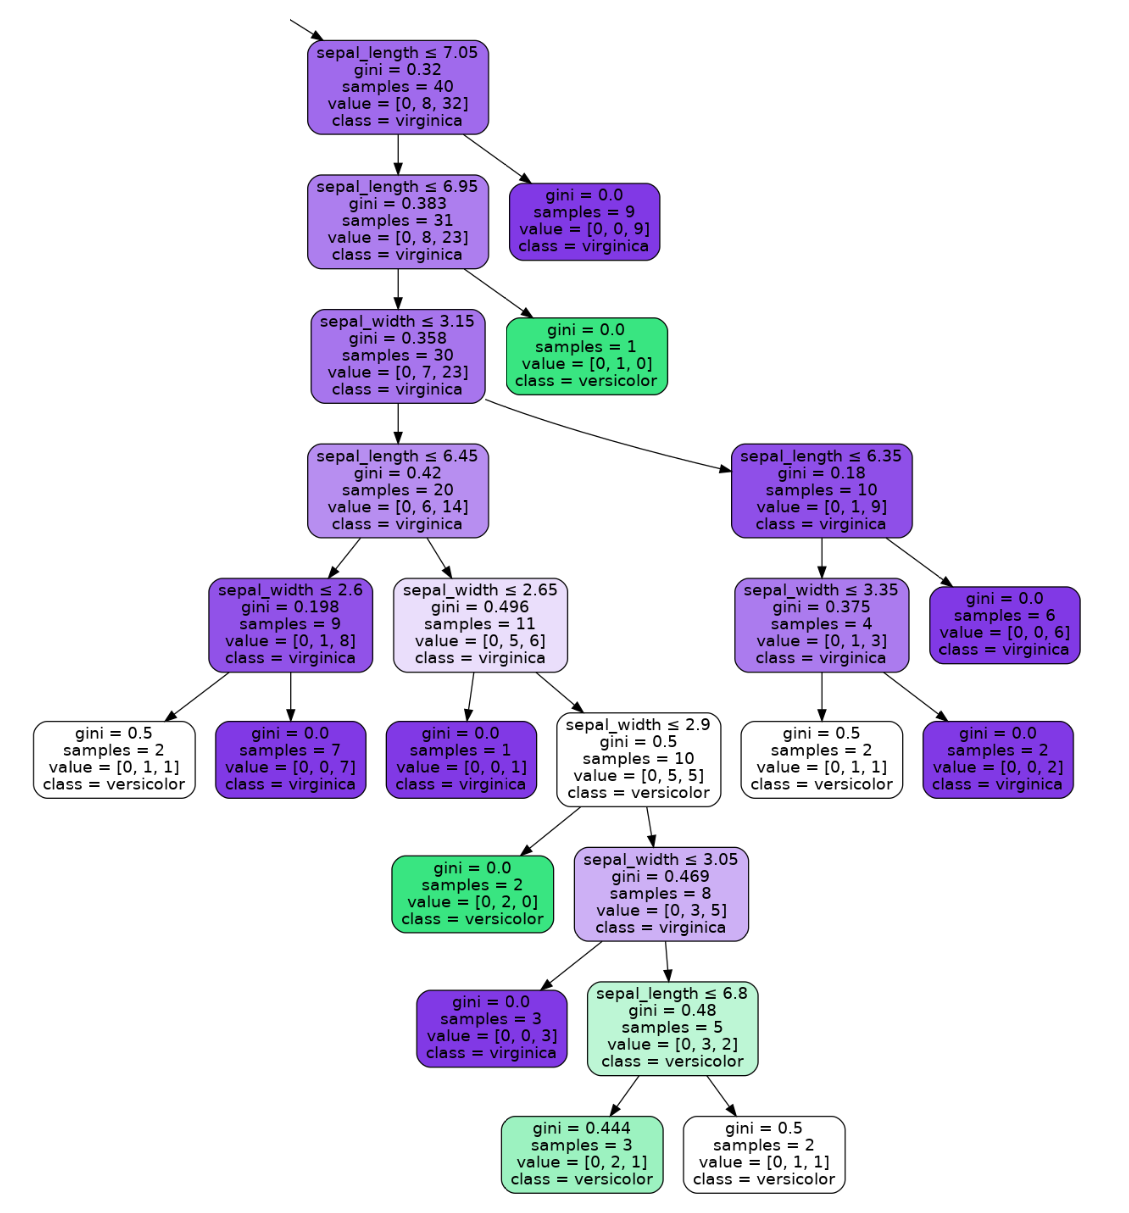 sepal_length ≤ 7.05
gini = 0.32
samples = 40
value = [0, 8, 32]
class = virginica
sepal_length ≤ 6.95
gini = 0.383
samples = 31
value = [0, 8, 23]
class = virginica
gini = 0.0
samples = 9
value = [0, 0, 9]
class = virginica
sepal_width ≤ 3.15
gini = 0.358
samples = 30
value = [0, 7, 23]
class = virginica
gini = 0.0
samples = 1
value = [0, 1, 0]
class = versicolor
sepal_length ≤ 6.45
gini = 0.42
samples = 20
value = [0, 6, 14]
class = virginica
sepal_length ≤ 6.35
gini = 0.18
samples = 10
value = [0, 1, 9]
class = virginica
sepal_width ≤ 2.6
gini = 0.198
samples = 9
value = [0, 1, 8]
class = virginica
sepal_width ≤ 2.65
gini = 0.496
samples = 11
value = [0, 5, 6]
class = virginica
sepal_width ≤ 3.35
gini = 0.375
samples = 4
value = [0, 1, 3]
class = virginica
gini = 0.0
samples = 6
value = [0, 0, 6]
class = virginica
gini = 0.5
samples = 2
value = [0, 1, 1]
class = versicolor
gini = 0.0
samples = 7
value = [0, 0, 7]
class = virginica
gini = 0.0
samples = 1
value = [0, 0, 1]
class = virginica
sepal_width ≤ 2.9
gini = 0.5
samples = 10
value = [0, 5, 5]
class = versicolor
gini = 0.5
samples = 2
value = [0, 1, 1]
class = versicolor
gini = 0.0
samples = 2
value = [0, 0, 2]
class = virginica
gini = 0.0
samples = 2
value = [0, 2, 0]
class = versicolor
sepal_width ≤ 3.05
gini = 0.469
samples = 8
value = [0, 3, 5]
class = virginica
gini = 0.0
samples = 3
value = [0, 0, 3]
class = virginica
sepal_length ≤ 6.8
gini = 0.48
samples = 5
value = [0, 3, 2]
class = versicolor
gini = 0.444
samples = 3
value = [0, 2, 1]
class = versicolor
gini = 0.5
samples = 2
value = [0, 1, 1]
class = versicolor